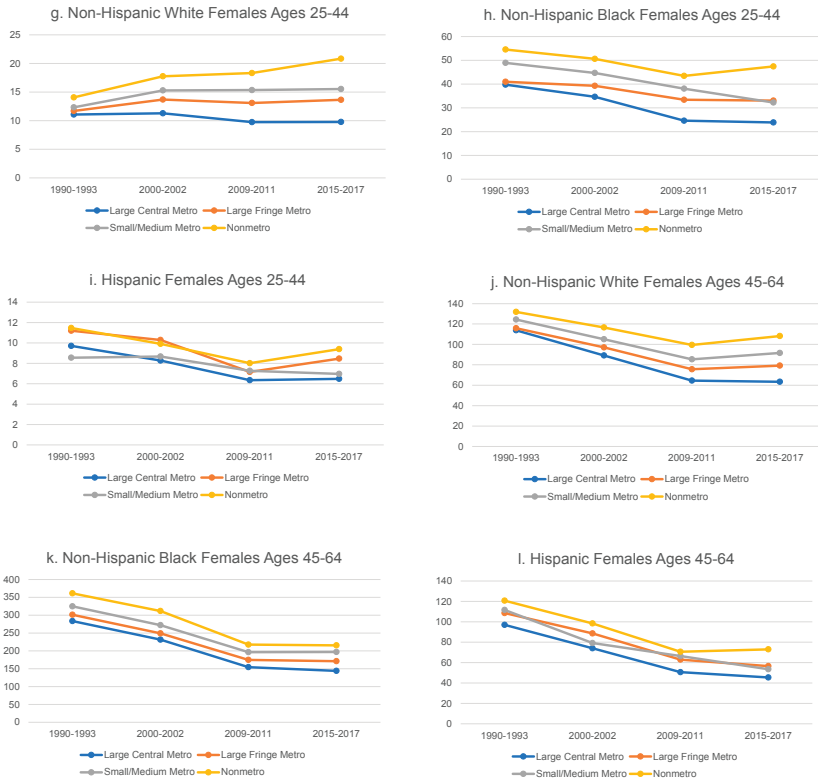 g. Non-Hispanic White Females Ages 25-44
25
20
15
10
5
0
1990-1993 2000-2002 2009-2011 2015-2017
Large Central Metro Large Fringe Metro
Small/Medium Metro Nonmetro
h. Non-Hispanic Black Females Ages 25-44
60
50
40
30
20
10
0
1990-1993 2000-2002 2009-2011 2015-2017
Large Central Metro Large Fringe Metro
Small/Medium Metro Nonmetro
i. Hispanic Females Ages 25-44
14
12
10
8
6
4
2
0
1990-1993 2000-2002 2009-2011 2015-2017
Large Central Metro Large Fringe Metro
Small/Medium Metro Nonmetro
j. Non-Hispanic White Females Ages 45-64
140
120
100
80
60
40
20
0
1990-1993 2000-2002 2009-2011 2015-2017
Large Central Metro Large Fringe Metro
Small/Medium Metro Nonmetro
k. Non-Hispanic Black Females Ages 45-64
400
350
300
250
200
150
100
50
0
1990-1993 2000-2002 2009-2011 2015-2017
Large Central Metro Large Fringe Metro
Small/Medium Metro Nonmetro
l. Hispanic Females Ages 45-64
140
120
100
80
60
40
20
0
1990-1993 2000-2002 2009-2011 2015-2017
Large Central Metro Large Fringe Metro
Small/Medium Metro Nonmetro